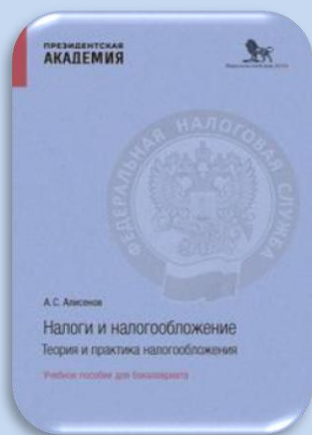 ПРЕЗИДЕНТСКАЯ
АКАДЕМИЯ
ФЕДЕРАЛЬНАЯ НАЛОГОВАЯ СЛУЖБА
А. С. Алисенов
Налоги и налогообложение
Теория и практика налогообложения
Учебное пособие для бакалавриата